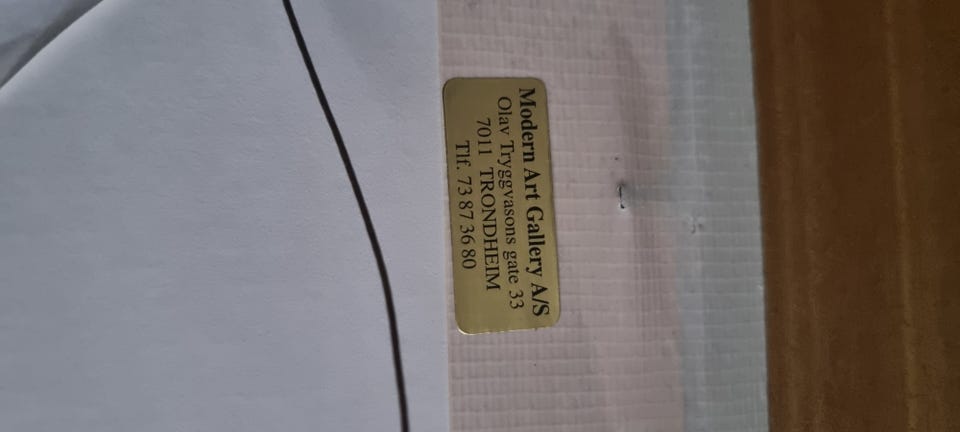 Modern Art Gallery A/S
Olav Tryggvasons gate 33
7011 TRONDHEIM
Tlf. 73 87 36 80